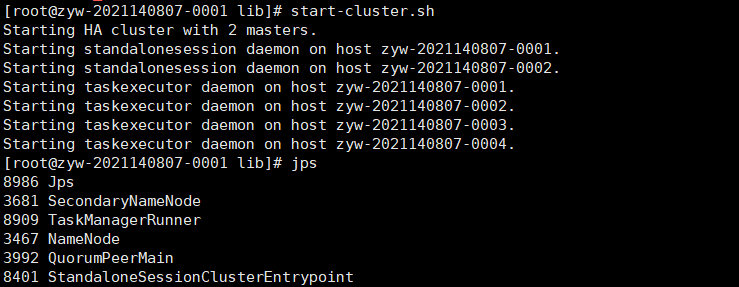 [root@zyw-2021140807-0001 lib]# start-cluster.sh
Starting HA cluster with 2 masters.
Starting standalonesession daemon on host zyw-2021140807-0001.
Starting standalonesession daemon on host zyw-2021140807-0002.
Starting taskexecutor daemon on host zyw-2021140807-0001.
Starting taskexecutor daemon on host zyw-2021140807-0002.
Starting taskexecutor daemon on host zyw-2021140807-0003.
Starting taskexecutor daemon on host zyw-2021140807-0004.
[root@zyw-2021140807-0001 lib]# jps
8986 Jps
3681 SecondaryNameNode
8909 TaskManagerRunner
3467 NameNode
3992 QuorumPeerMain
8401 StandaloneSessionClusterEntrypoint